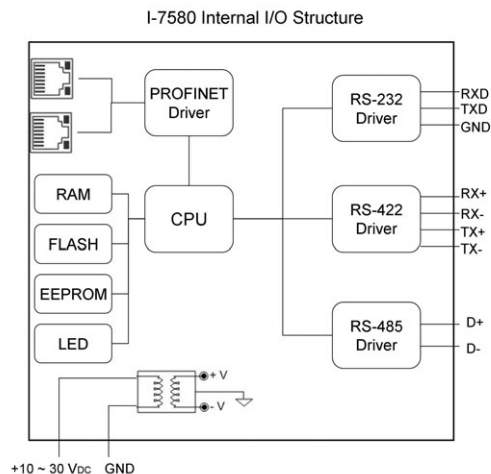 I-7580 Internal I/O Structure
PROFINET
Driver
RS-232
Driver
RXD
TXD
GND
RAM
FLASH
EEPROM
LED
CPU
RS-422
Driver
RX+
RX-
TX+
TX-
RS-485
Driver
D+
D-
+ V
- V
+10 ~ 30 VDC
GND